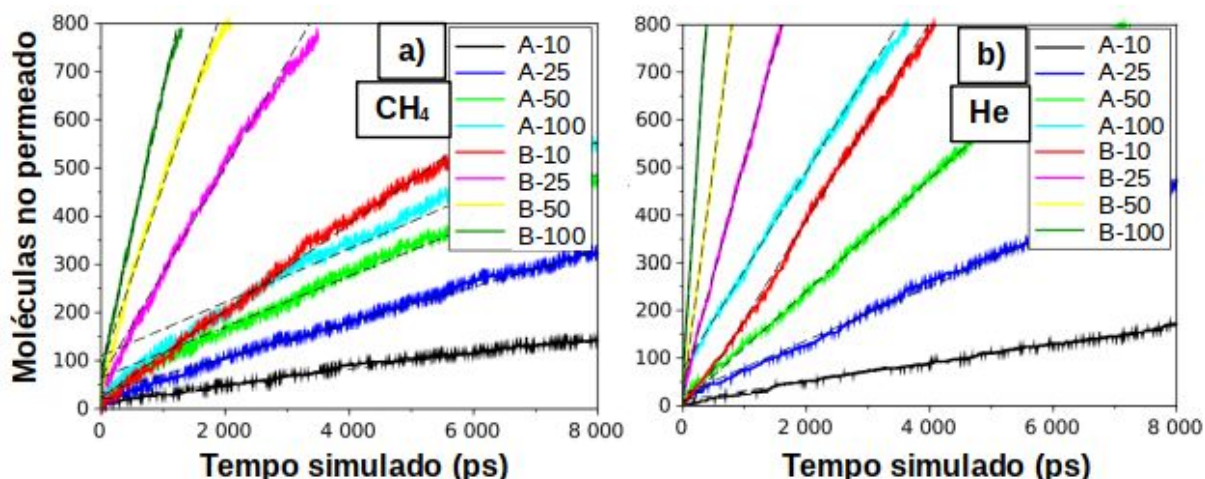 Moléculas no permeado
800
700
600
500
400
300
200
100
0
0
2 000
4 000
6 000
8 000
Tempo simulado (ps)
a)
CH₄
A-10
A-25
A-50
A-100
B-10
B-25
B-50
B-100
800
700
600
500
400
300
200
100
0
0
2 000
4 000
6 000
8 000
Tempo simulado (ps)
b)
He
A-10
A-25
A-50
A-100
B-10
B-25
B-50
B-100